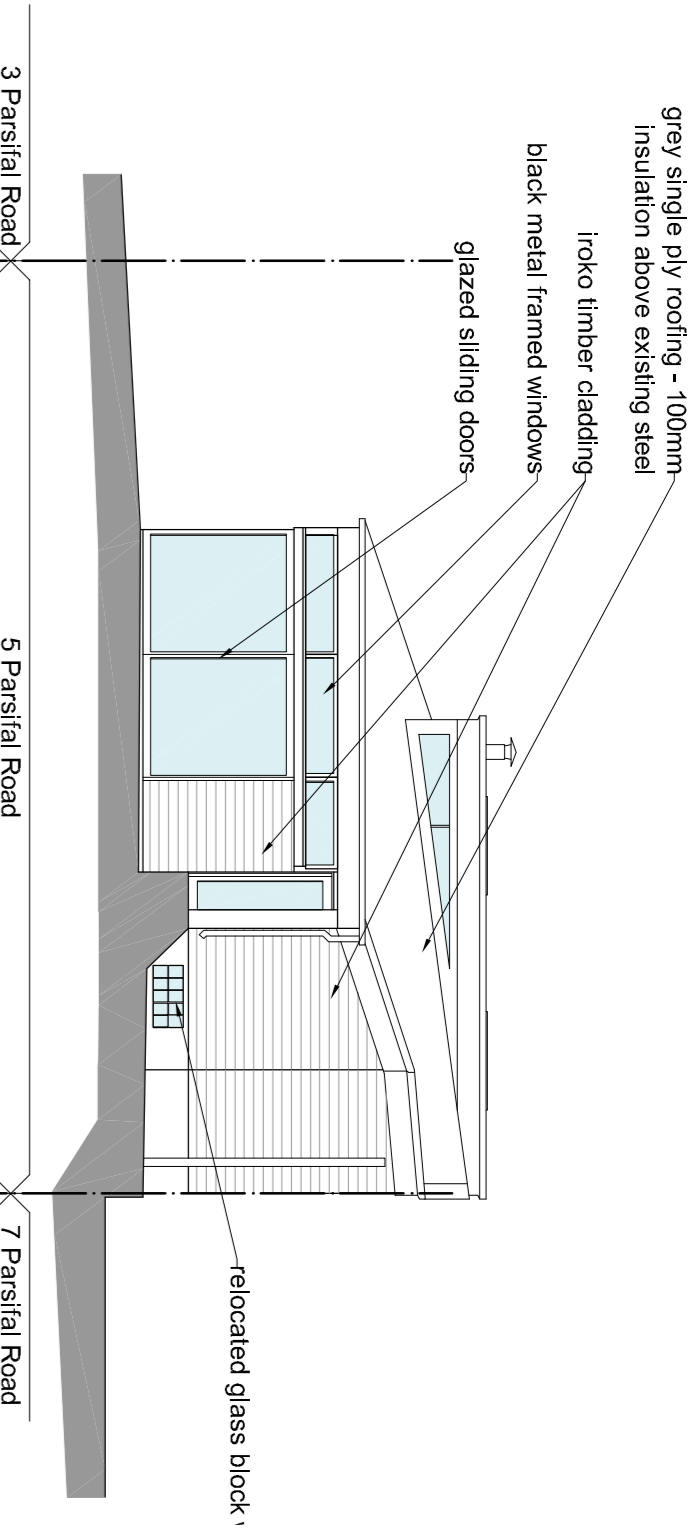 grey single ply roofing - 100mm
insulation above existing steel
iroko timber cladding
black metal framed windows
glazed sliding doors
relocated glass block
3 Parsifal Road
5 Parsifal Road
7 Parsifal Road